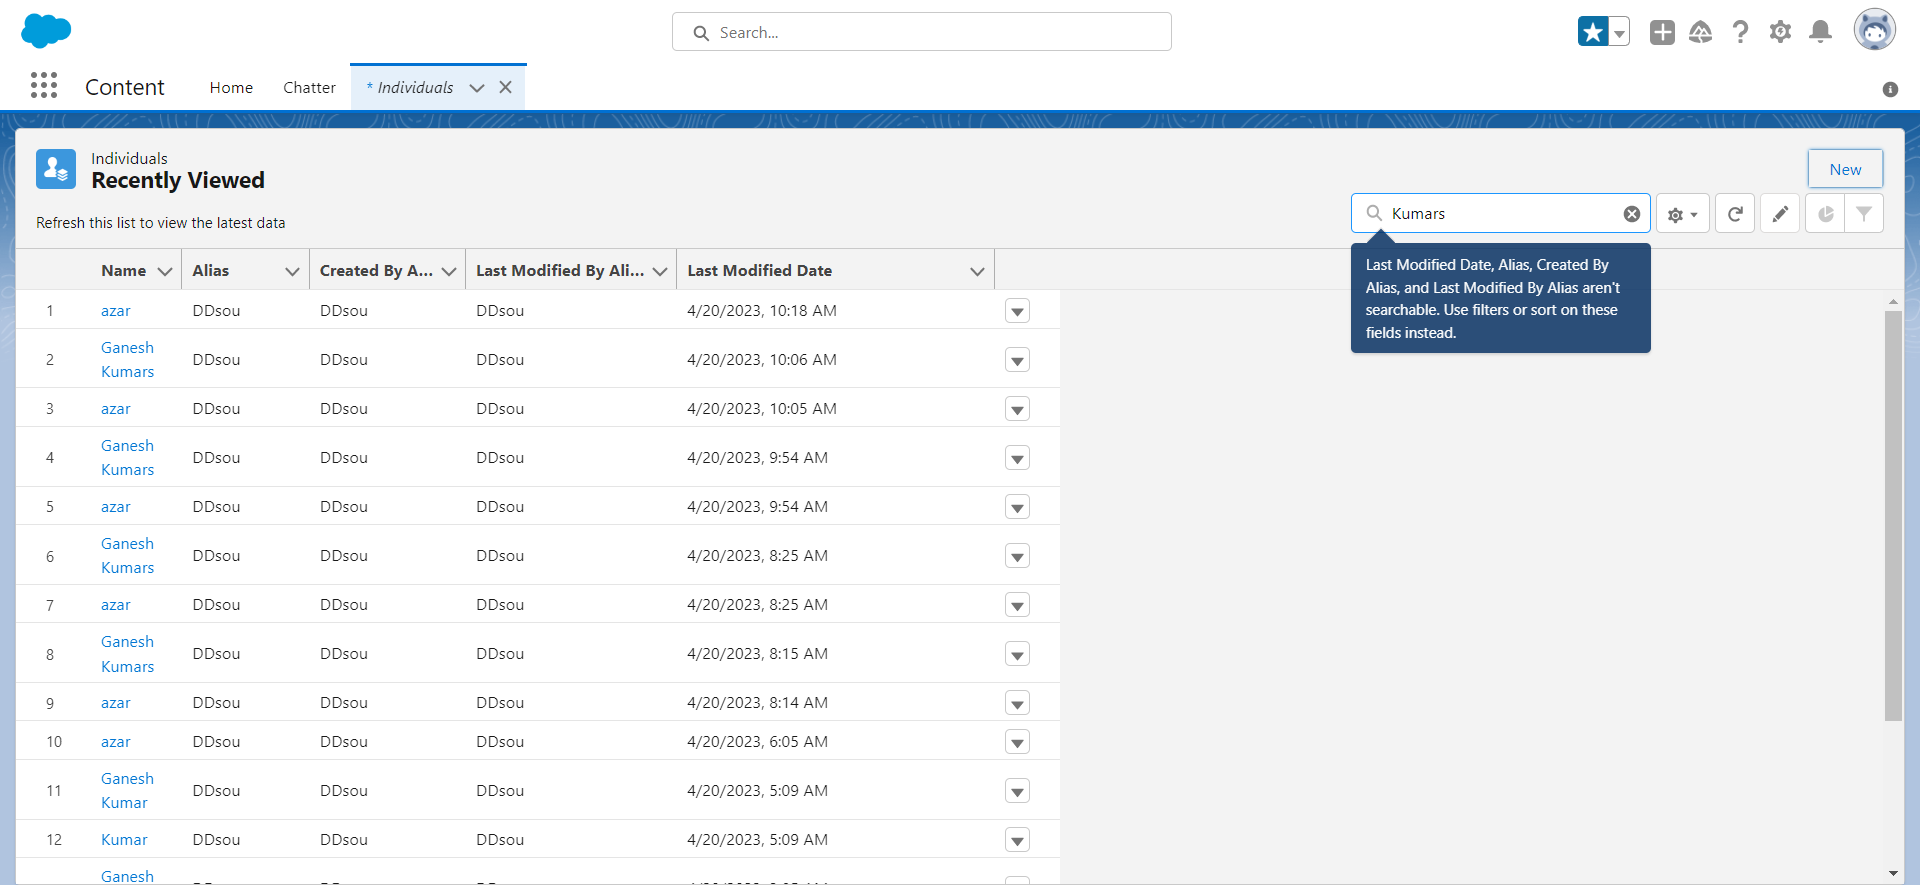 Search...
Content
Home
Chatter
* Individuals
Individuals
Recently Viewed
New
Refresh this list to view the latest data
Kumars
Last Modified Date, Alias, Created By
Alias, and Last Modified By Alias aren't
searchable. Use filters or sort on these
fields instead.
Name Alias Created By A... Last Modified By Ali... Last Modified Date
1 azar DDsou DDsou DDsou 4/20/2023, 10:18 AM
2 Ganesh Kumars DDsou DDsou DDsou 4/20/2023, 10:06 AM
3 azar DDsou DDsou DDsou 4/20/2023, 10:05 AM
4 Ganesh Kumars DDsou DDsou DDsou 4/20/2023, 9:54 AM
5 azar DDsou DDsou DDsou 4/20/2023, 9:54 AM
6 Ganesh Kumars DDsou DDsou DDsou 4/20/2023, 8:25 AM
7 azar DDsou DDsou DDsou 4/20/2023, 8:25 AM
8 Ganesh Kumars DDsou DDsou DDsou 4/20/2023, 8:15 AM
9 azar DDsou DDsou DDsou 4/20/2023, 8:14 AM
10 azar DDsou DDsou DDsou 4/20/2023, 6:05 AM
11 Ganesh Kumar DDsou DDsou DDsou 4/20/2023, 5:09 AM
12 Kumar DDsou DDsou DDsou 4/20/2023, 5:09 AM
Ganesh